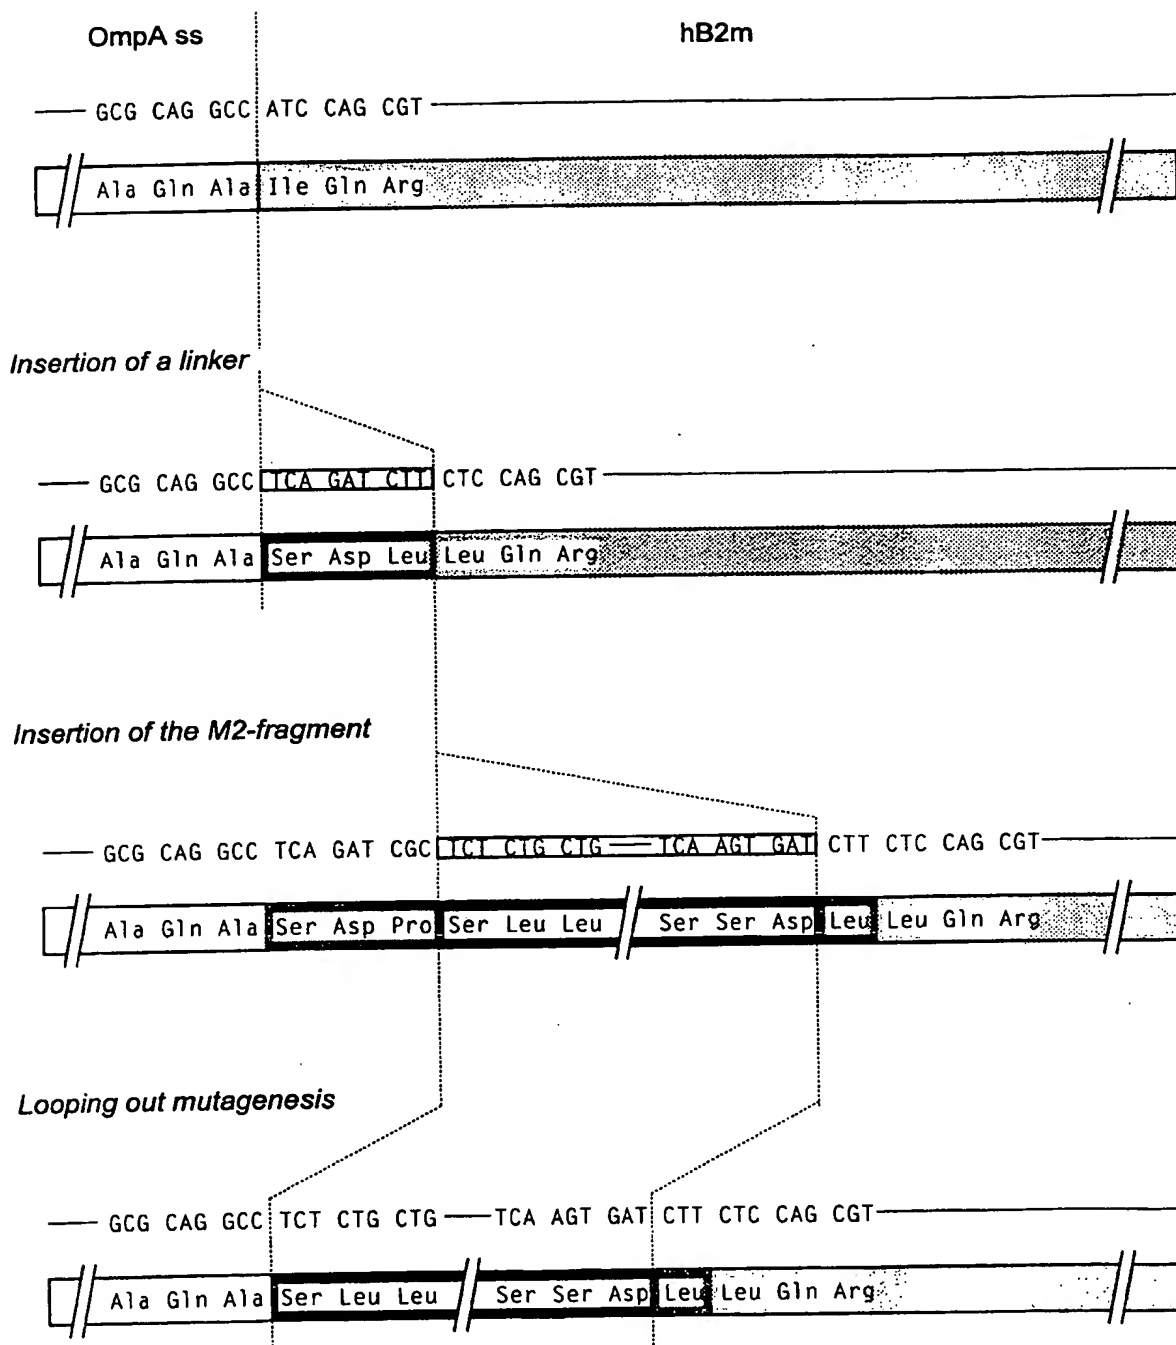 OmpA ss hB2m
GCG CAG GCC ATC CAG CGT
Ala Gln Ala Ile Gln Arg
Insertion of a linker
GCG CAG GCC TCA GAT CTT CTC CAG CGT
Ala Gln Ala Ser Asp Leu Leu Gln Arg
Insertion of the M2-fragment
GCG CAG GCC TCA GAT CGC TCT CTG CTG TCA AGT GAT CTT CTC CAG CGT
Ala Gln Ala Ser Asp Pro Ser Leu Leu Ser Ser Asp Leu Leu Gln Arg
Looping out mutagenesis
GCG CAG GCC TCT CTG CTG TCA AGT GAT CTT CTC CAG CGT
Ala Gln Ala Ser Leu Leu Ser Ser Asp Leu Leu Gln Arg